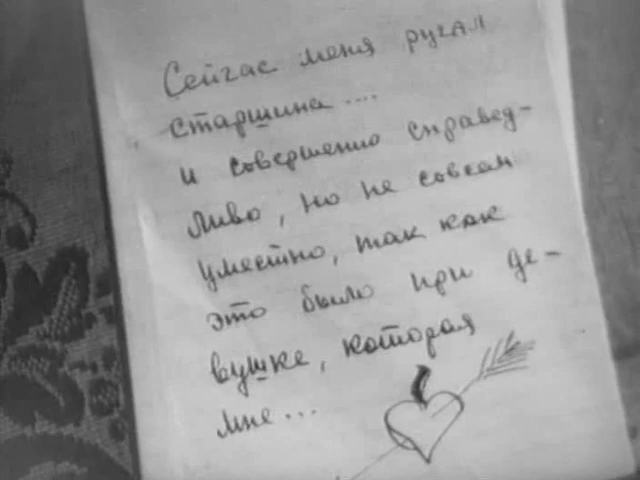 Сейчас меня ругал
старшина....
и совершенно справед-
ливо, но не совсем
уместно, так как
это было при де-
вушке, которая
мне...